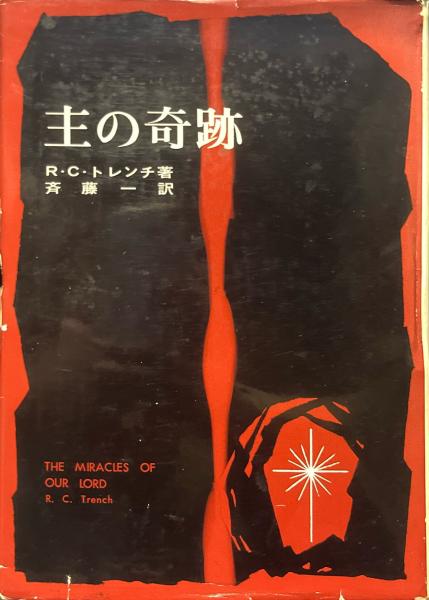 主の奇跡
R・C・トレンチ著
斉藤一訳
THE MIRACLES OF
OUR LORD
R. C. Trench